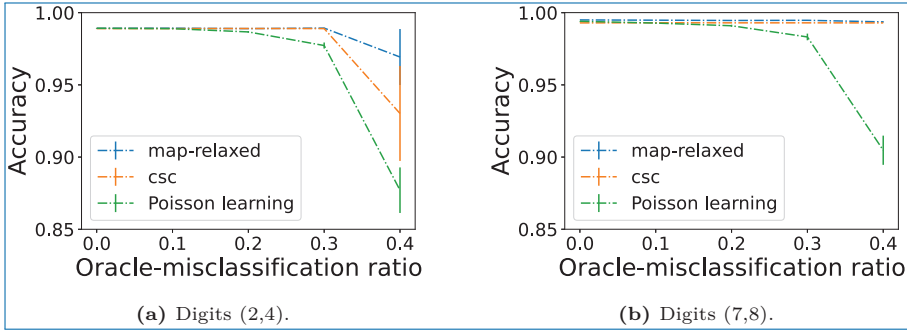 1.00
0.95
0.90
0.85
Accuracy
map-relaxed
csc
Poisson learning
0.0 0.1 0.2 0.3 0.4
Oracle-misclassification ratio
(a) Digits (2,4).
1.00
0.95
0.90
0.85
Accuracy
map-relaxed
csc
Poisson learning
0.0 0.1 0.2 0.3 0.4
Oracle-misclassification ratio
(b) Digits (7,8).